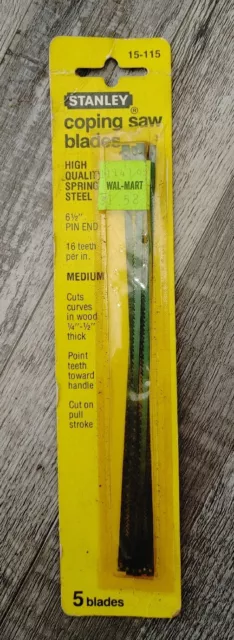 15-115
STANLEY®
coping saw
blades
HIGH
QUALITY
SPRING
STEEL
WAL-MART
6½"
PIN END
16 teeth
per in.
MEDIUM
Cuts
curves
in wood
¼"-½"
thick
Point
teeth
toward
handle
Cut on
pull
stroke
5 blades